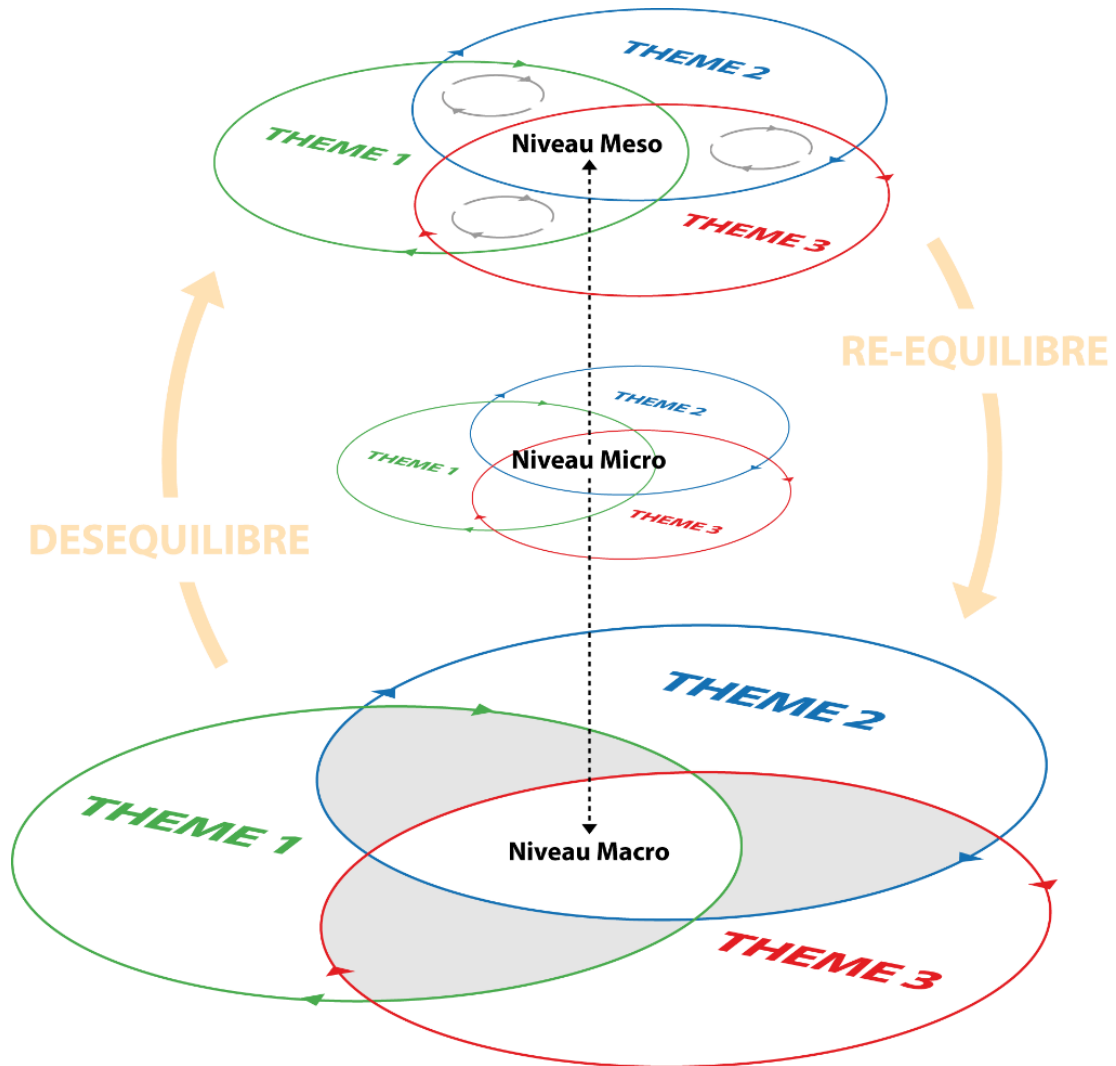 THEME 2
THEME 1
Niveau Meso
THEME 3
RE-EQUILIBRE
THEME 2
THEME 1
Niveau Micro
THEME 3
DESEQUILIBRE
THEME 2
THEME 1
Niveau Macro
THEME 3